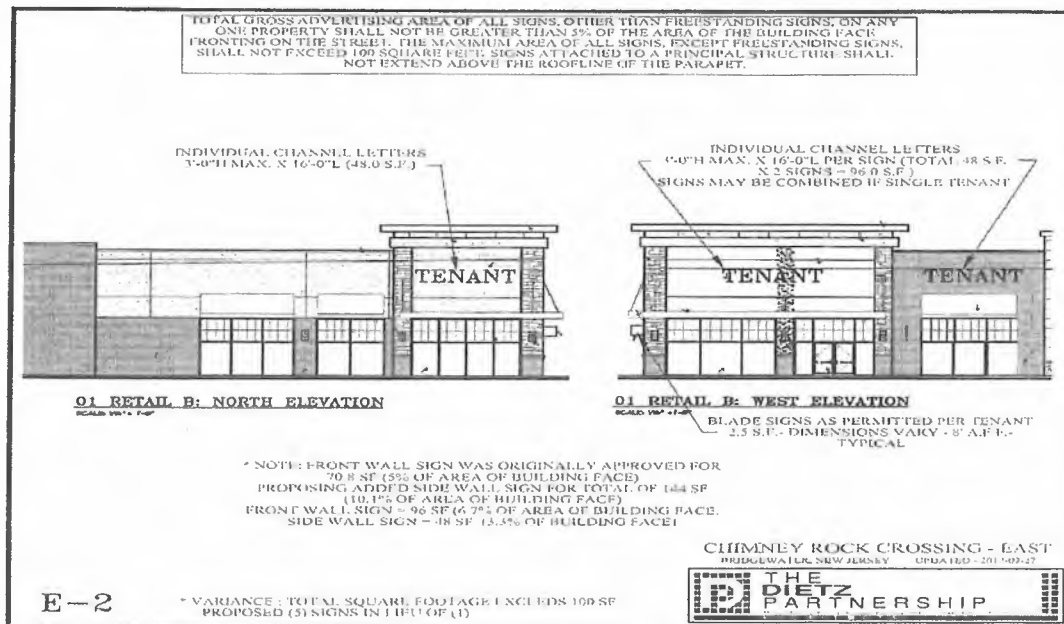 TOTAL GROSS ADVERTISING AREA OF ALL SIGNS, OTHER THAN FREESTANDING SIGNS, ON ANY
ONE PROPERTY SHALL NOT BE GREATER THAN 5% OF THE AREA OF THE BUILDING FACE
FRONTING ON THE STREET. THE MAXIMUM AREA OF ALL SIGNS, EXCEPT FREESTANDING SIGNS,
SHALL NOT EXCEED 100 SQUARE FEET. SIGNS ATTACHED TO A PRINCIPAL STRUCTURE SHALL
NOT EXTEND ABOVE THE ROOFLINE OF THE PARAPET.
INDIVIDUAL CHANNEL LETTERS
3'-0"H MAX. X 16'-0"L (48.0 S.F.)
INDIVIDUAL CHANNEL LETTERS
MAX. X 16'-0"L PER SIGN (TOTAL 48 S.F.
X 2 SIGNS = 96.0 S.F.)
SIGNS MAY BE COMBINED IF SINGLE TENANT
TENANT
TENANT
TENANT
01 RETAIL B: NORTH ELEVATION
01 RETAIL B: WEST ELEVATION
BLADE SIGNS AS PERMITTED PER TENANT
2.5 S.F.- DIMENSIONS VARY - 8' A.F.F.-
TYPICAL
* NOTE: FRONT WALL SIGN WAS ORIGINALLY APPROVED FOR
70.8 SF (5% OF AREA OF BUILDING FACE)
PROPOSING ADDED SIDE WALL SIGN FOR TOTAL OF 144 SF
(10.1% OF AREA OF BUILDING FACE)
FRONT WALL SIGN = 96 SF (6.7% OF AREA OF BUILDING FACE.
SIDE WALL SIGN = 48 SF (3.3% OF BUILDING FACE)
CHIMNEY ROCK CROSSING - EAST
BRIDGEWATER, NEW JERSEY UPDATED -
THE
DIETZ
PARTNERSHIP
E-2
* VARIANCE : TOTAL SQUARE FOOTAGE EXCEEDS 100 SF
PROPOSED (5) SIGNS IN LIEU OF (1)